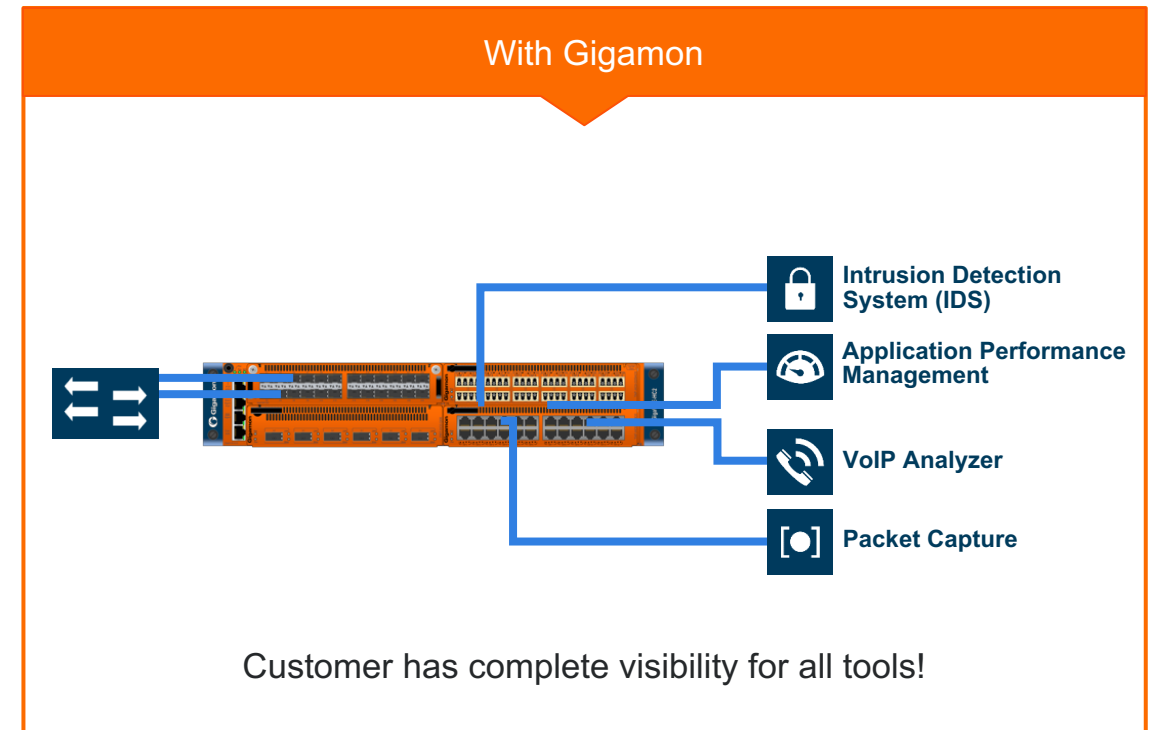 With Gigamon
Intrusion Detection
System (IDS)
Application Performance
Management
Gigamon
VoIP Analyzer
Packet Capture
Customer has complete visibility for all tools!